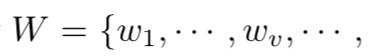 W = {w_1, ⋯ , w_v, ⋯ ,